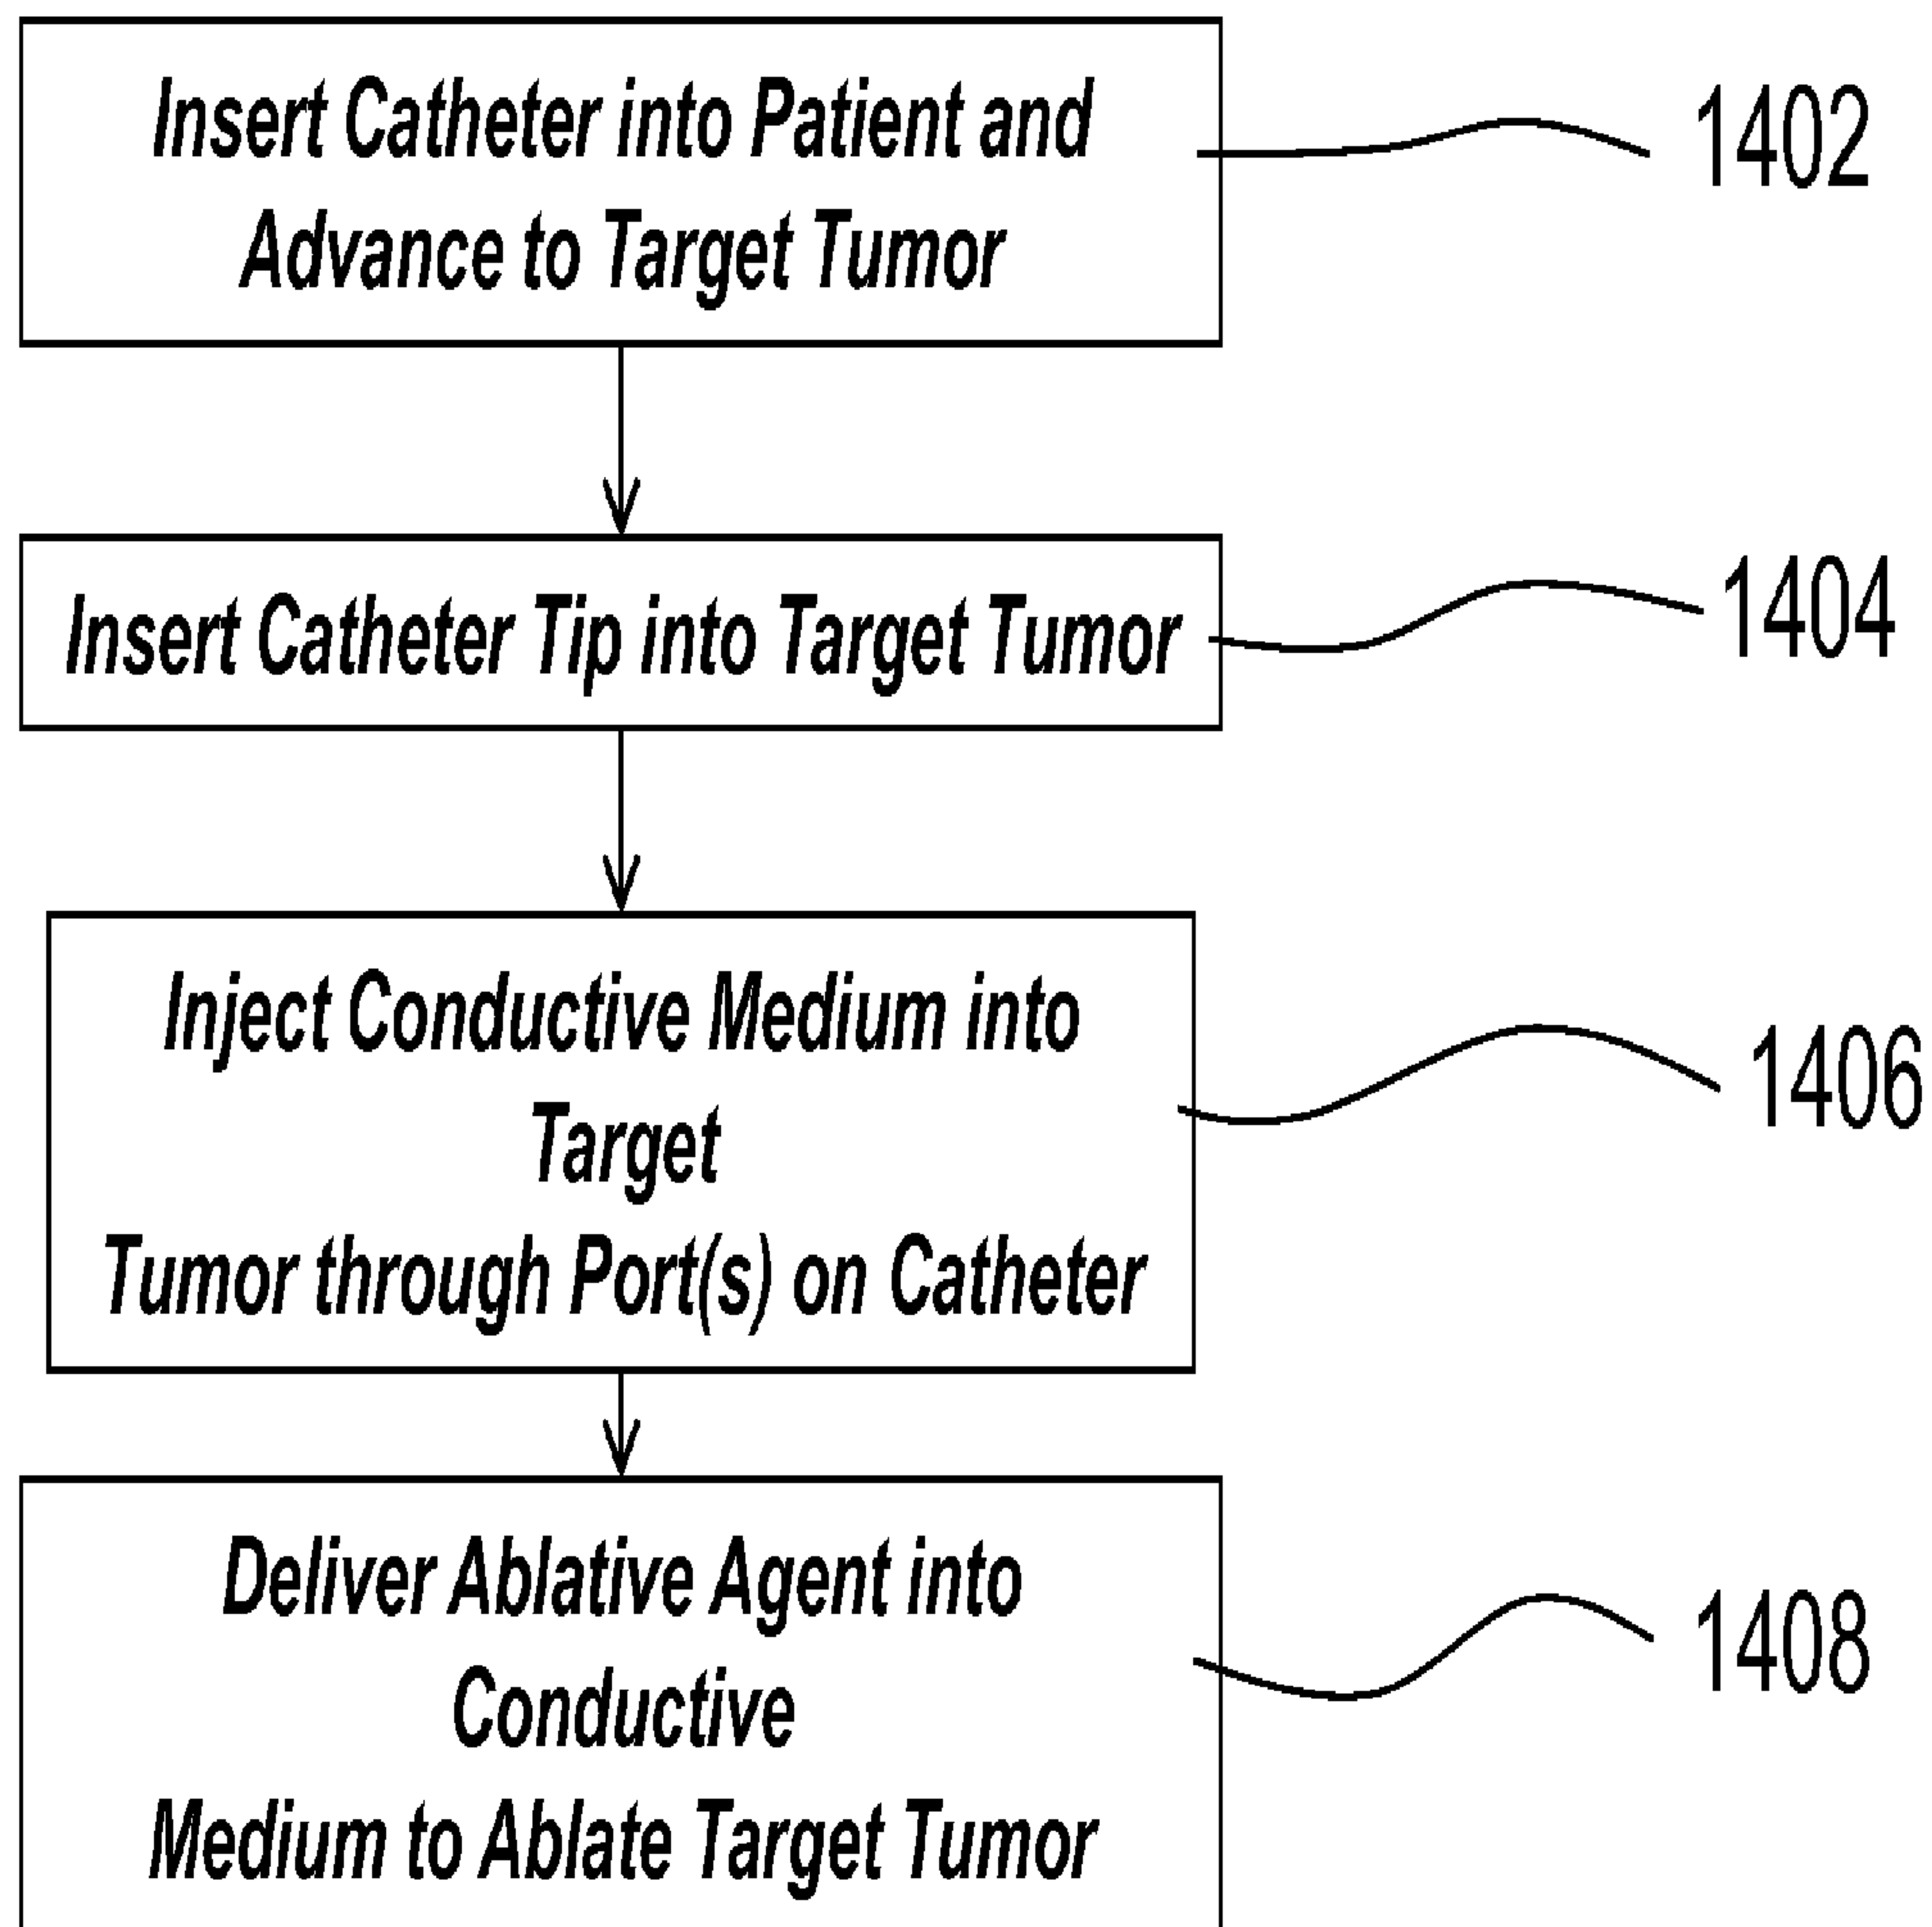 Insert Catheter into Patient and
Advance to Target Tumor
1402
Insert Catheter Tip into Target Tumor
1404
Inject Conductive Medium into
Target
Tumor through Port(s) on Catheter
1406
Deliver Ablative Agent into
Conductive
Medium to Ablate Target Tumor
1408